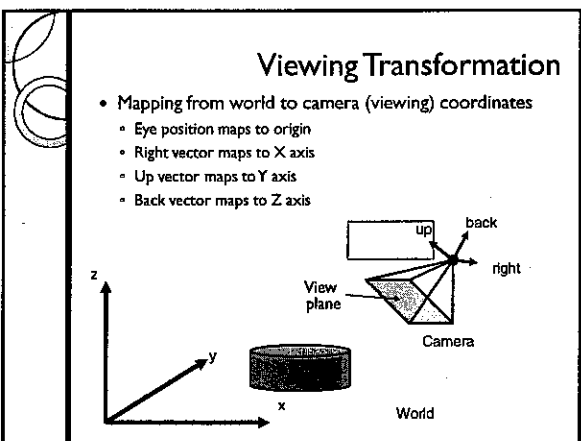 Viewing Transformation
• Mapping from world to camera (viewing) coordinates
▫ Eye position maps to origin
▫ Right vector maps to X axis
▫ Up vector maps to Y axis
▫ Back vector maps to Z axis
up
back
right
z
View
plane
Camera
y
x
World